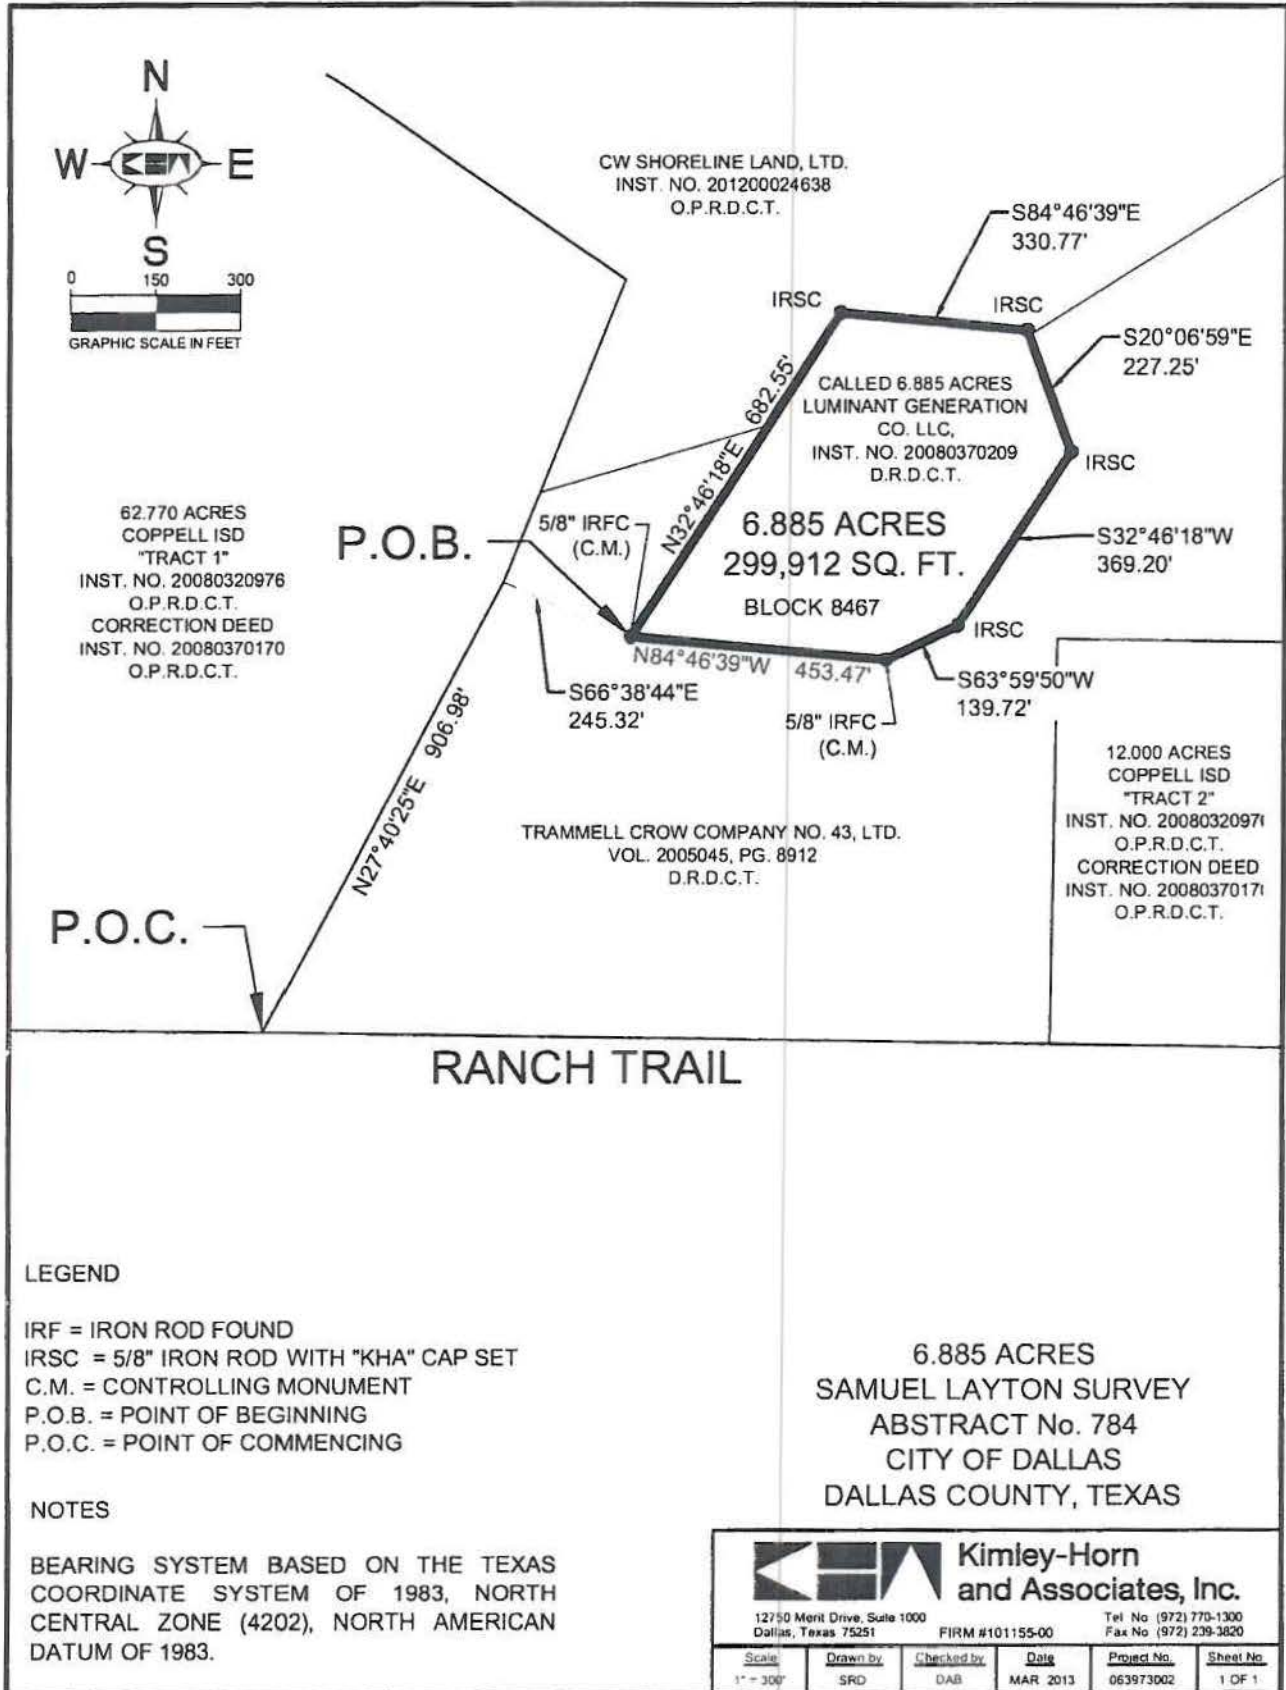 N
W
E
S
0 150 300
GRAPHIC SCALE IN FEET
CW SHORELINE LAND, LTD.
INST. NO. 201200024638
O.P.R.D.C.T.
S84°46'39"E
330.77'
IRSC
IRSC
S20°06'59"E
227.25'
N32°46'18"E 682.55'
CALLED 6.885 ACRES
LUMINANT GENERATION
CO. LLC,
INST. NO. 20080370209
D.R.D.C.T.
IRSC
62.770 ACRES
COPPELL ISD
"TRACT 1"
INST. NO. 20080320976
O.P.R.D.C.T.
CORRECTION DEED
INST. NO. 20080370170
O.P.R.D.C.T.
P.O.B.
5/8" IRFC
(C.M.)
6.885 ACRES
299,912 SQ. FT.
BLOCK 8467
S32°46'18"W
369.20'
IRSC
N84°46'39"W 453.47'
S66°38'44"E
245.32'
S63°59'50"W
139.72'
5/8" IRFC
(C.M.)
N27°40'25"E 906.98'
12.000 ACRES
COPPELL ISD
"TRACT 2"
INST. NO. 2008032097
O.P.R.D.C.T.
CORRECTION DEED
INST. NO. 2008037017
O.P.R.D.C.T.
TRAMMELL CROW COMPANY NO. 43, LTD.
VOL. 2005045, PG. 8912
D.R.D.C.T.
P.O.C.
RANCH TRAIL
LEGEND
IRF = IRON ROD FOUND
IRSC = 5/8" IRON ROD WITH "KHA" CAP SET
C.M. = CONTROLLING MONUMENT
P.O.B. = POINT OF BEGINNING
P.O.C. = POINT OF COMMENCING
NOTES
BEARING SYSTEM BASED ON THE TEXAS
COORDINATE SYSTEM OF 1983, NORTH
CENTRAL ZONE (4202), NORTH AMERICAN
DATUM OF 1983.
6.885 ACRES
SAMUEL LAYTON SURVEY
ABSTRACT No. 784
CITY OF DALLAS
DALLAS COUNTY, TEXAS
Kimley-Horn
and Associates, Inc.
12750 Merit Drive, Suite 1000
Dallas, Texas 75251
FIRM #101155-00
Tel. No. (972) 770-1300
Fax No. (972) 239-3820
Scale Drawn by Checked by Date Project No. Sheet No.
1" = 300' SRD DAB MAR 2013 063973002 1 OF 1